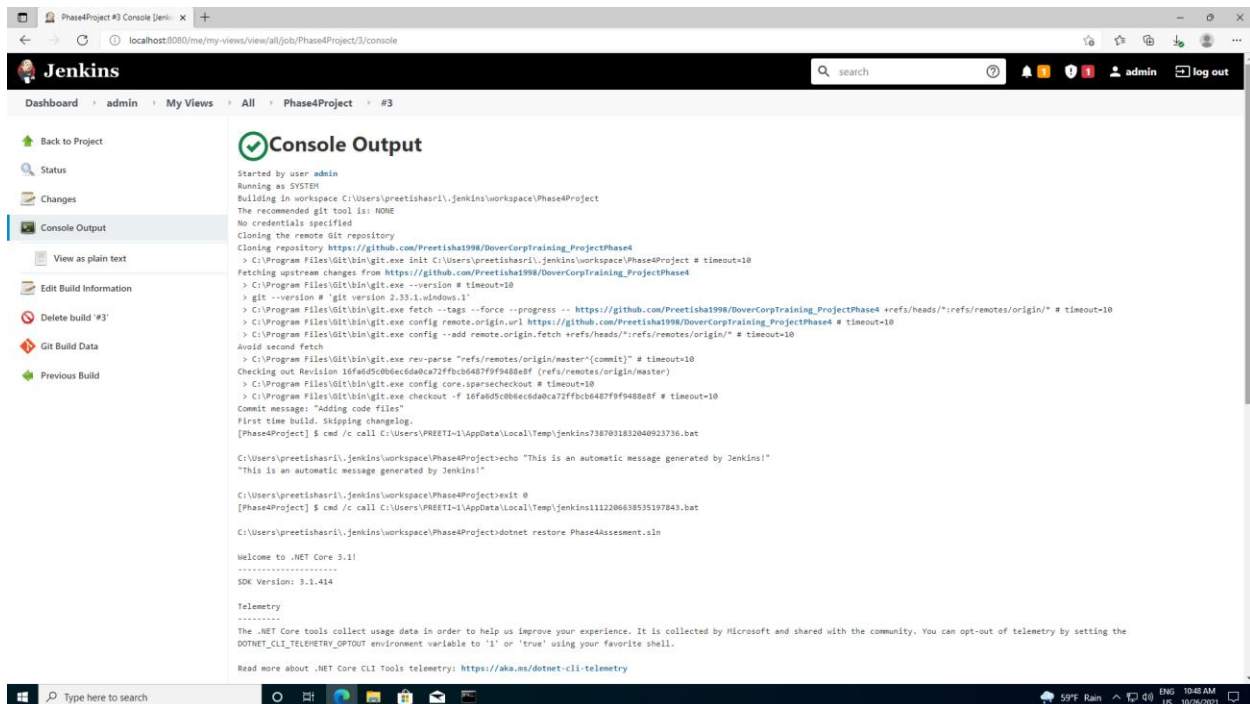 Phase4Project #3 Console [Jenki
localhost:8080/me/my-views/view/all/job/Phase4Project/3/console
Jenkins
search
1
1
admin
log out
Dashboard
admin
My Views
All
Phase4Project
#3
Back to Project
Status
Changes
Console Output
View as plain text
Edit Build Information
Delete build '#3'
Git Build Data
Previous Build
Console Output
Started by user admin
Running as SYSTEM
Building in workspace C:\Users\preetishasri\.jenkins\workspace\Phase4Project
The recommended git tool is: NONE
No credentials specified
Cloning the remote Git repository
Cloning repository https://github.com/Preetisha1998/DoverCorpTraining_ProjectPhase4
> C:\Program Files\Git\bin\git.exe init C:\Users\preetishasri\.jenkins\workspace\Phase4Project # timeout=10
Fetching upstream changes from https://github.com/Preetisha1998/DoverCorpTraining_ProjectPhase4
> C:\Program Files\Git\bin\git.exe --version # timeout=10
> git --version # 'git version 2.33.1.windows.1'
> C:\Program Files\Git\bin\git.exe fetch --tags --force --progress -- https://github.com/Preetisha1998/DoverCorpTraining_ProjectPhase4 +refs/heads/*:refs/remotes/origin/* # timeout=10
> C:\Program Files\Git\bin\git.exe config remote.origin.url https://github.com/Preetisha1998/DoverCorpTraining_ProjectPhase4 # timeout=10
> C:\Program Files\Git\bin\git.exe config --add remote.origin.fetch +refs/heads/*:refs/remotes/origin/* # timeout=10
Avoid second fetch
> C:\Program Files\Git\bin\git.exe rev-parse "refs/remotes/origin/master^{commit}" # timeout=10
Checking out Revision 16fa6d5c0b6ec6da0ca72ffbcb6487f9f9488e8f (refs/remotes/origin/master)
> C:\Program Files\Git\bin\git.exe config core.sparsecheckout # timeout=10
> C:\Program Files\Git\bin\git.exe checkout -f 16fa6d5c0b6ec6da0ca72ffbcb6487f9f9488e8f # timeout=10
Commit message: "Adding code files"
First time build. Skipping changelog.
[Phase4Project] $ cmd /c call C:\Users\PREETI~1\AppData\Local\Temp\jenkins7387031832040923736.bat
C:\Users\preetishasri\.jenkins\workspace\Phase4Project>echo "This is an automatic message generated by Jenkins!"
"This is an automatic message generated by Jenkins!"
C:\Users\preetishasri\.jenkins\workspace\Phase4Project>exit 0
[Phase4Project] $ cmd /c call C:\Users\PREETI~1\AppData\Local\Temp\jenkins1112206638535197843.bat
C:\Users\preetishasri\.jenkins\workspace\Phase4Project>dotnet restore Phase4Assesment.sln
Welcome to .NET Core 3.1!
---------------------
SDK Version: 3.1.414
Telemetry
---------
The .NET Core tools collect usage data in order to help us improve your experience. It is collected by Microsoft and shared with the community. You can opt-out of telemetry by setting the
DOTNET_CLI_TELEMETRY_OPTOUT environment variable to '1' or 'true' using your favorite shell.
Read more about .NET Core CLI Tools telemetry: https://aka.ms/dotnet-cli-telemetry
Type here to search
59°F Rain
ENG
US
10:48 AM
10/26/2021